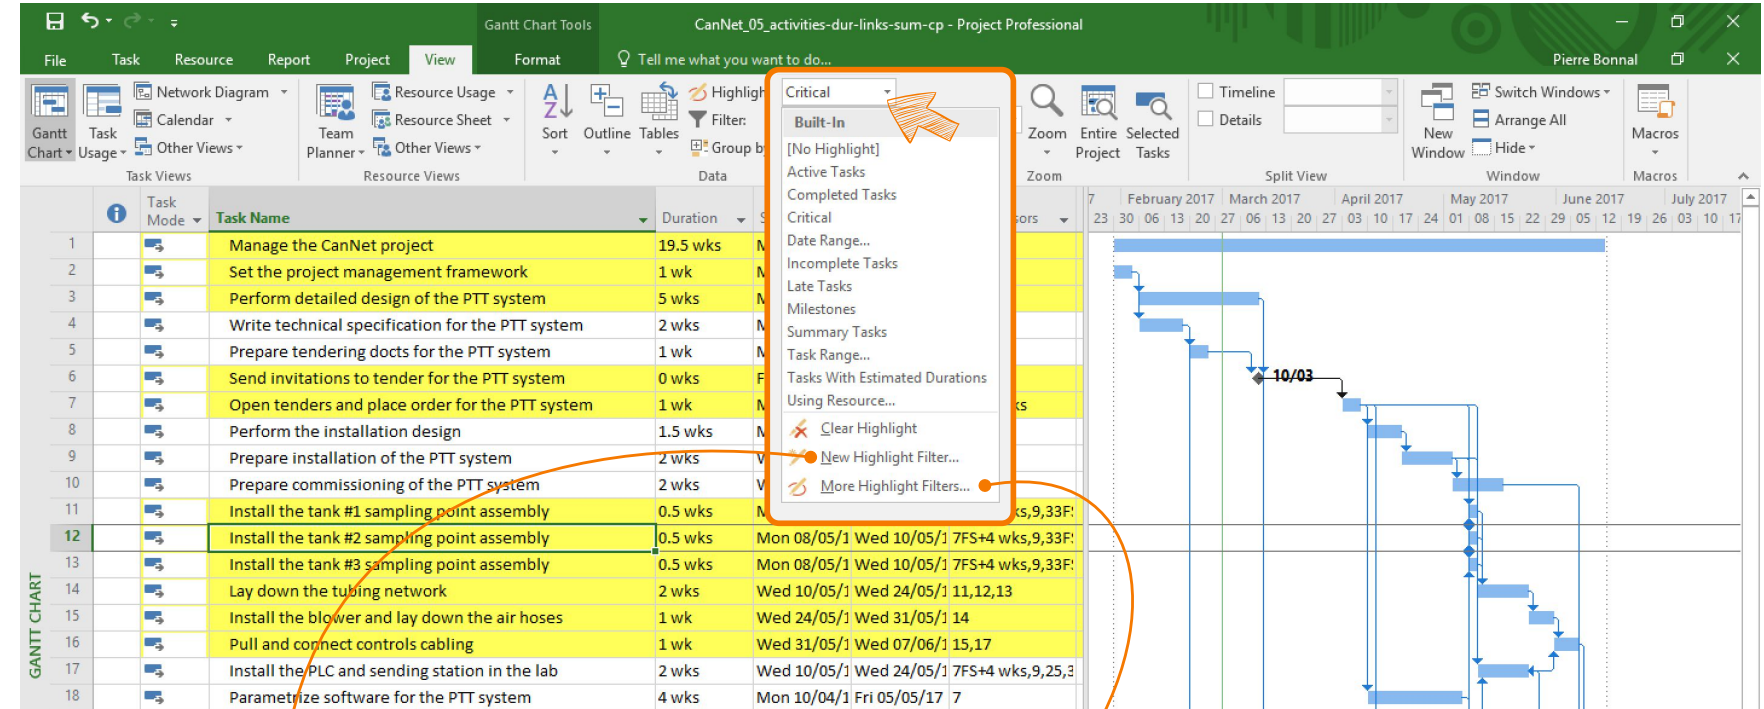 Gantt Chart Tools
CanNet_05_activities-dur-links-sum-cp - Project Professional
File Task Resource Report Project View Format Tell me what you want to do...
Pierre Bonnal
Gantt Chart
Task Usage
Network Diagram
Calendar
Other Views
Task Views
Team Planner
Resource Usage
Resource Sheet
Other Views
Resource Views
Sort
Outline
Tables
Highligh
Filter:
Group by
Data
Critical
Built-In
[No Highlight]
Active Tasks
Completed Tasks
Critical
Date Range...
Incomplete Tasks
Late Tasks
Milestones
Summary Tasks
Task Range...
Tasks With Estimated Durations
Using Resource...
Clear Highlight
New Highlight Filter...
More Highlight Filters...
Zoom
Entire Project
Selected Tasks
Zoom
Timeline
Details
Split View
New Window
Switch Windows
Arrange All
Hide
Window
Macros
Macros
Task Mode Task Name Duration S sors
7 February 2017 March 2017 April 2017 May 2017 June 2017 July 2017
23 30 06 13 20 27 06 13 20 27 03 10 17 24 01 08 15 22 29 05 12 19 26 03 10 17
1 Manage the CanNet project 19.5 wks M
2 Set the project management framework 1 wk M
3 Perform detailed design of the PTT system 5 wks M
4 Write technical specification for the PTT system 2 wks M
5 Prepare tendering docts for the PTT system 1 wk M
6 Send invitations to tender for the PTT system 0 wks F
10/03
7 Open tenders and place order for the PTT system 1 wk M ks
8 Perform the installation design 1.5 wks M
9 Prepare installation of the PTT system 2 wks W
10 Prepare commissioning of the PTT system 2 wks W
11 Install the tank #1 sampling point assembly 0.5 wks M ks,9,33F
12 Install the tank #2 sampling point assembly 0.5 wks Mon 08/05/1 Wed 10/05/1 7FS+4 wks,9,33F
13 Install the tank #3 sampling point assembly 0.5 wks Mon 08/05/1 Wed 10/05/1 7FS+4 wks,9,33F
14 Lay down the tubing network 2 wks Wed 10/05/1 Wed 24/05/1 11,12,13
15 Install the blower and lay down the air hoses 1 wk Wed 24/05/1 Wed 31/05/1 14
16 Pull and connect controls cabling 1 wk Wed 31/05/1 Wed 07/06/1 15,17
17 Install the PLC and sending station in the lab 2 wks Wed 10/05/1 Wed 24/05/1 7FS+4 wks,9,25,3
18 Parametrize software for the PTT system 4 wks Mon 10/04/1 Fri 05/05/17 7
GANTT CHART